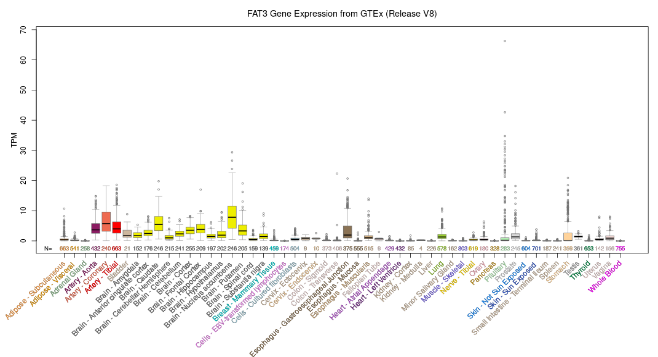 FAT3 Gene Expression from GTEx (Release V8)
70
60
50
40
30
20
10
0
TPM
N=
Adipose - Subcutaneous
Adipose - Visceral
Adrenal Gland
Artery - Aorta
Artery - Coronary
Artery - Tibial
Bladder
Brain - Amygdala
Brain - Anterior cingulate cortex
Brain - Caudate
Brain - Cerebellar Hemisphere
Brain - Cerebellum
Brain - Cortex
Brain - Frontal Cortex
Brain - Hippocampus
Brain - Hypothalamus
Brain - Nucleus accumbens
Brain - Putamen
Brain - Spinal cord
Brain - Substantia nigra
Breast - Mammary Tissue
Cells - EBV-transformed lymphocytes
Cells - Cultured fibroblasts
Cervix - Ectocervix
Cervix - Endocervix
Colon - Sigmoid
Colon - Transverse
Esophagus - Gastroesophageal Junction
Esophagus - Mucosa
Esophagus - Muscularis
Fallopian Tube
Heart - Atrial Appendage
Heart - Left Ventricle
Kidney - Cortex
Kidney - Medulla
Liver
Lung
Minor Salivary Gland
Muscle - Skeletal
Nerve - Tibial
Ovary
Pancreas
Pituitary
Prostate
Skin - Not Sun Exposed
Skin - Sun Exposed
Small Intestine - Terminal Ileum
Spleen
Stomach
Testis
Thyroid
Uterus
Vagina
Whole Blood